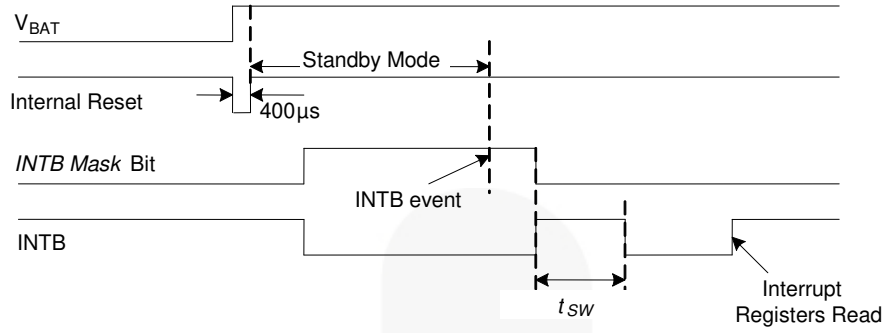 VBAT
Standby Mode
Internal Reset
400µs
INTB Mask Bit
INTB event
INTB
tSW
Interrupt
Registers Read